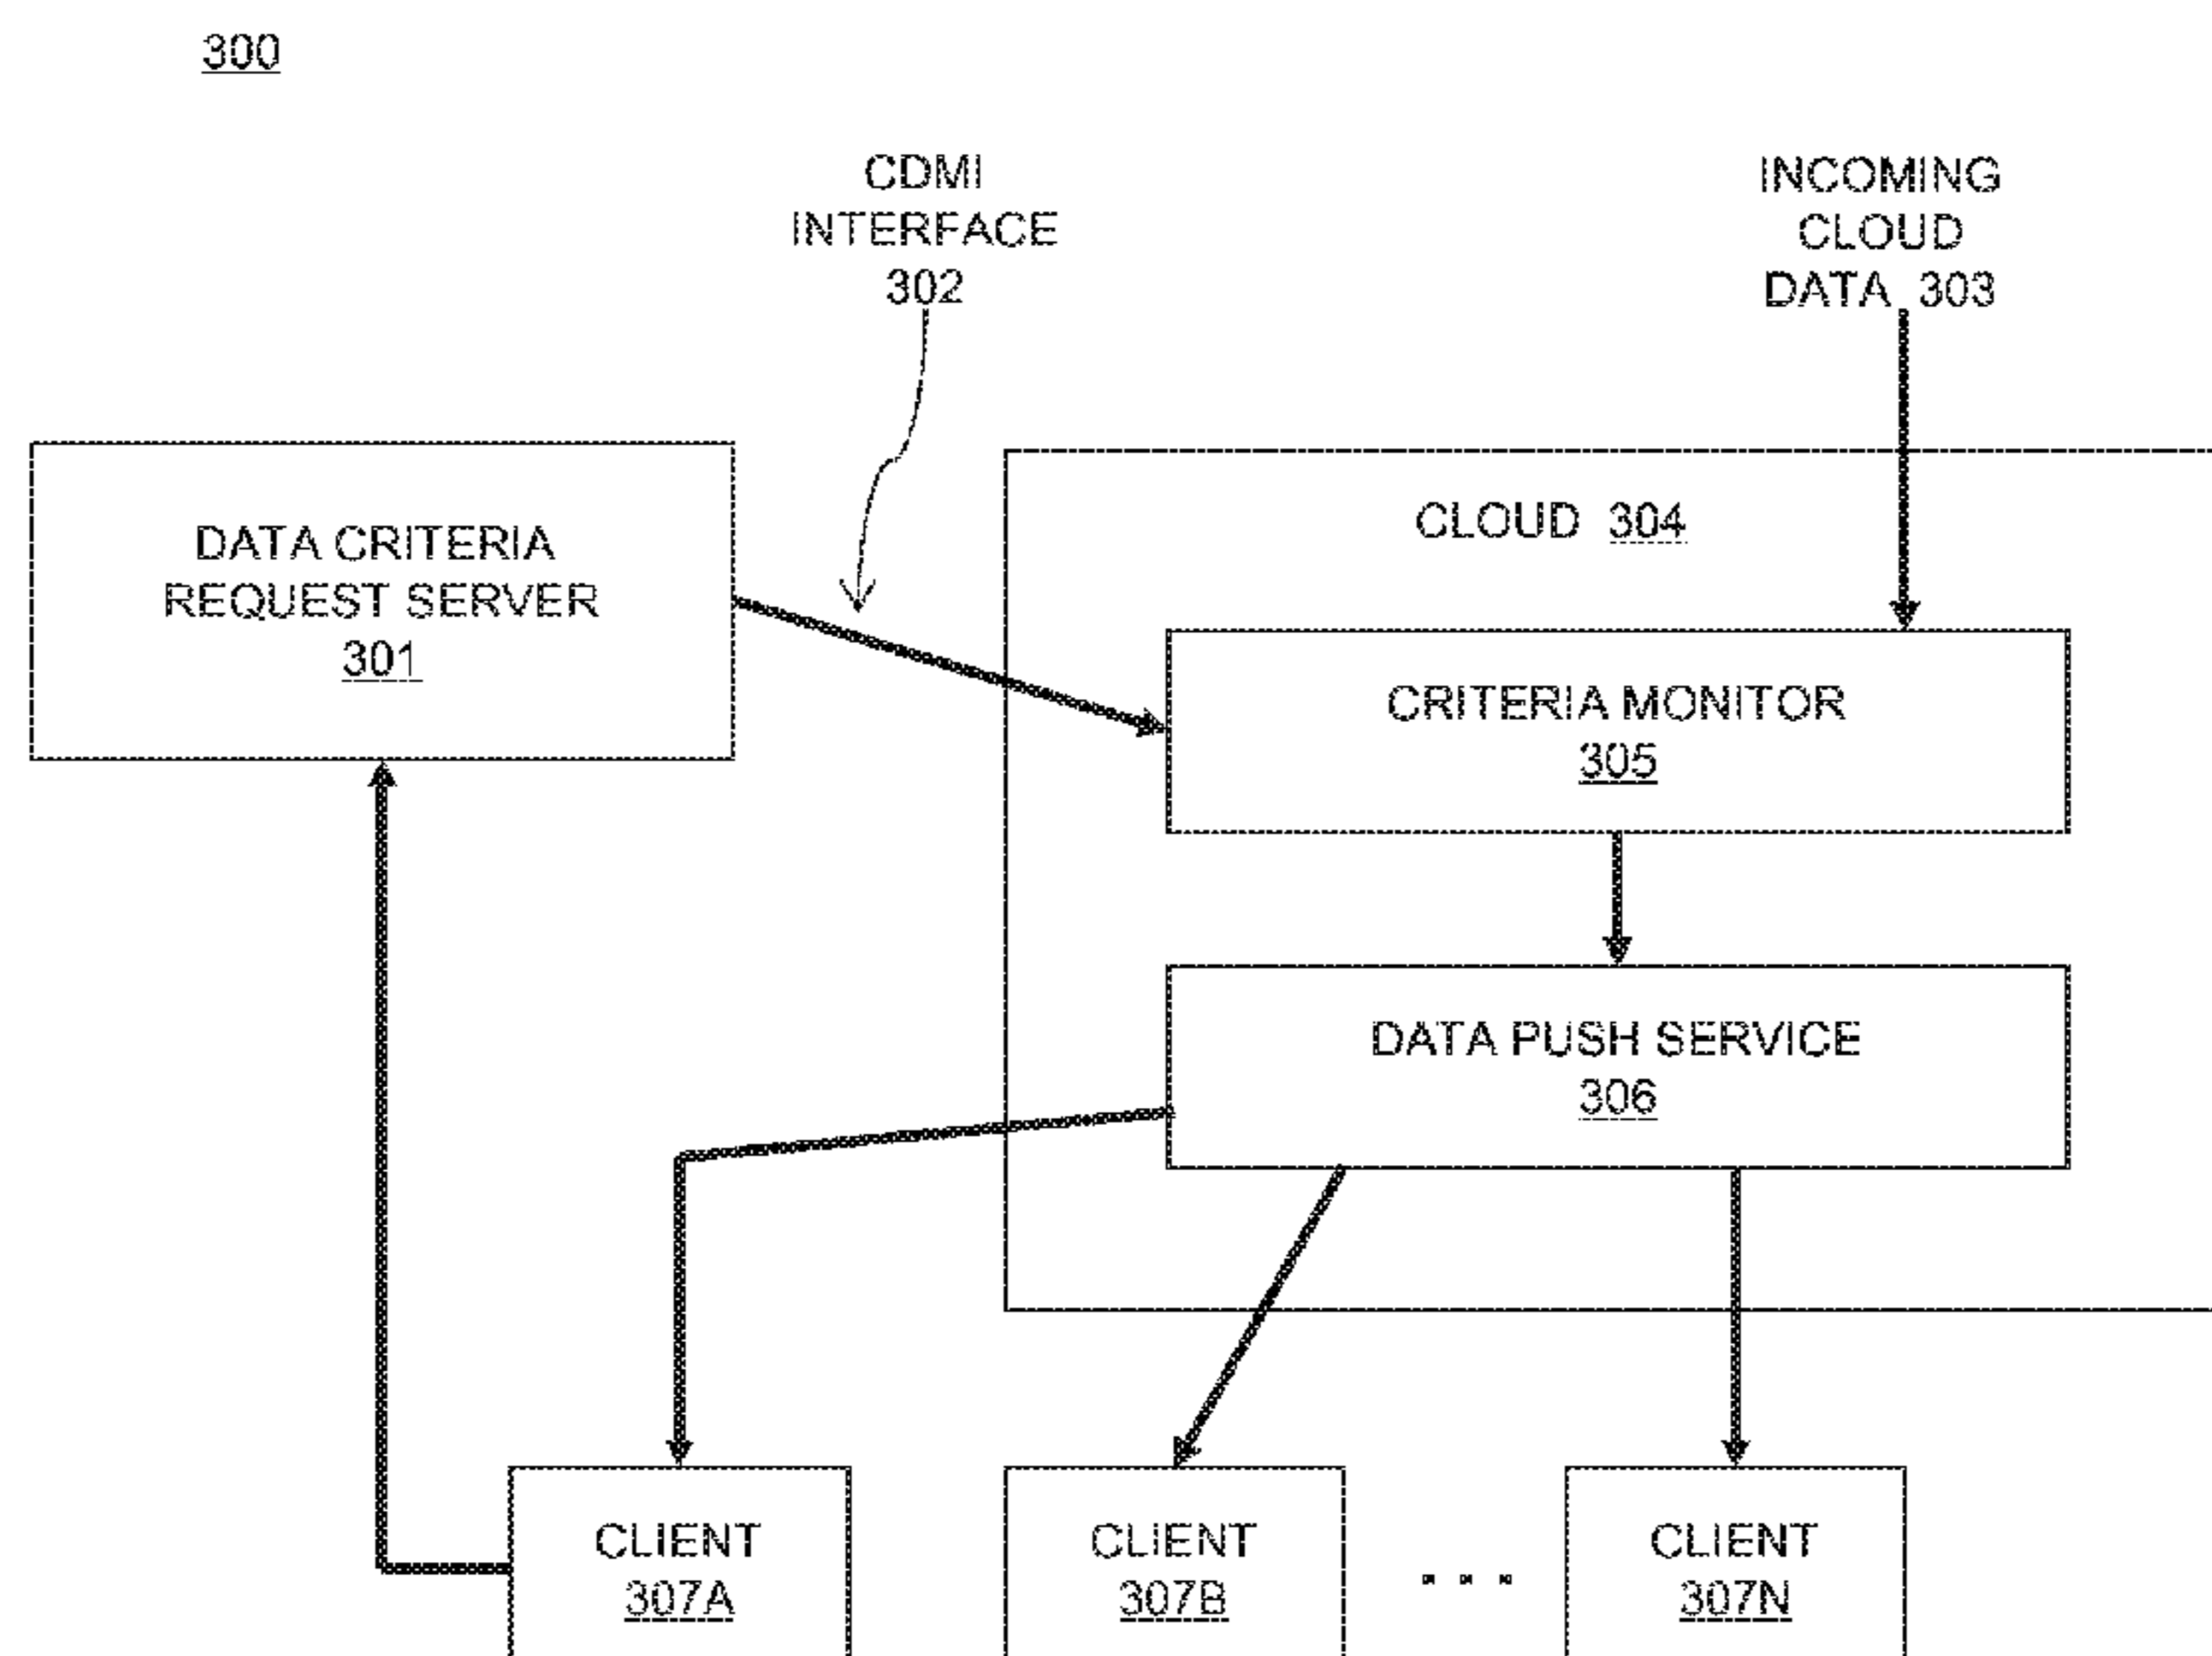 300
CDMI
INTERFACE
302
INCOMING
CLOUD
DATA 303
DATA CRITERIA
REQUEST SERVER
301
CLOUD 304
CRITERIA MONITOR
305
DATA PUSH SERVICE
306
CLIENT
307A
CLIENT
307B
. . .
CLIENT
307N